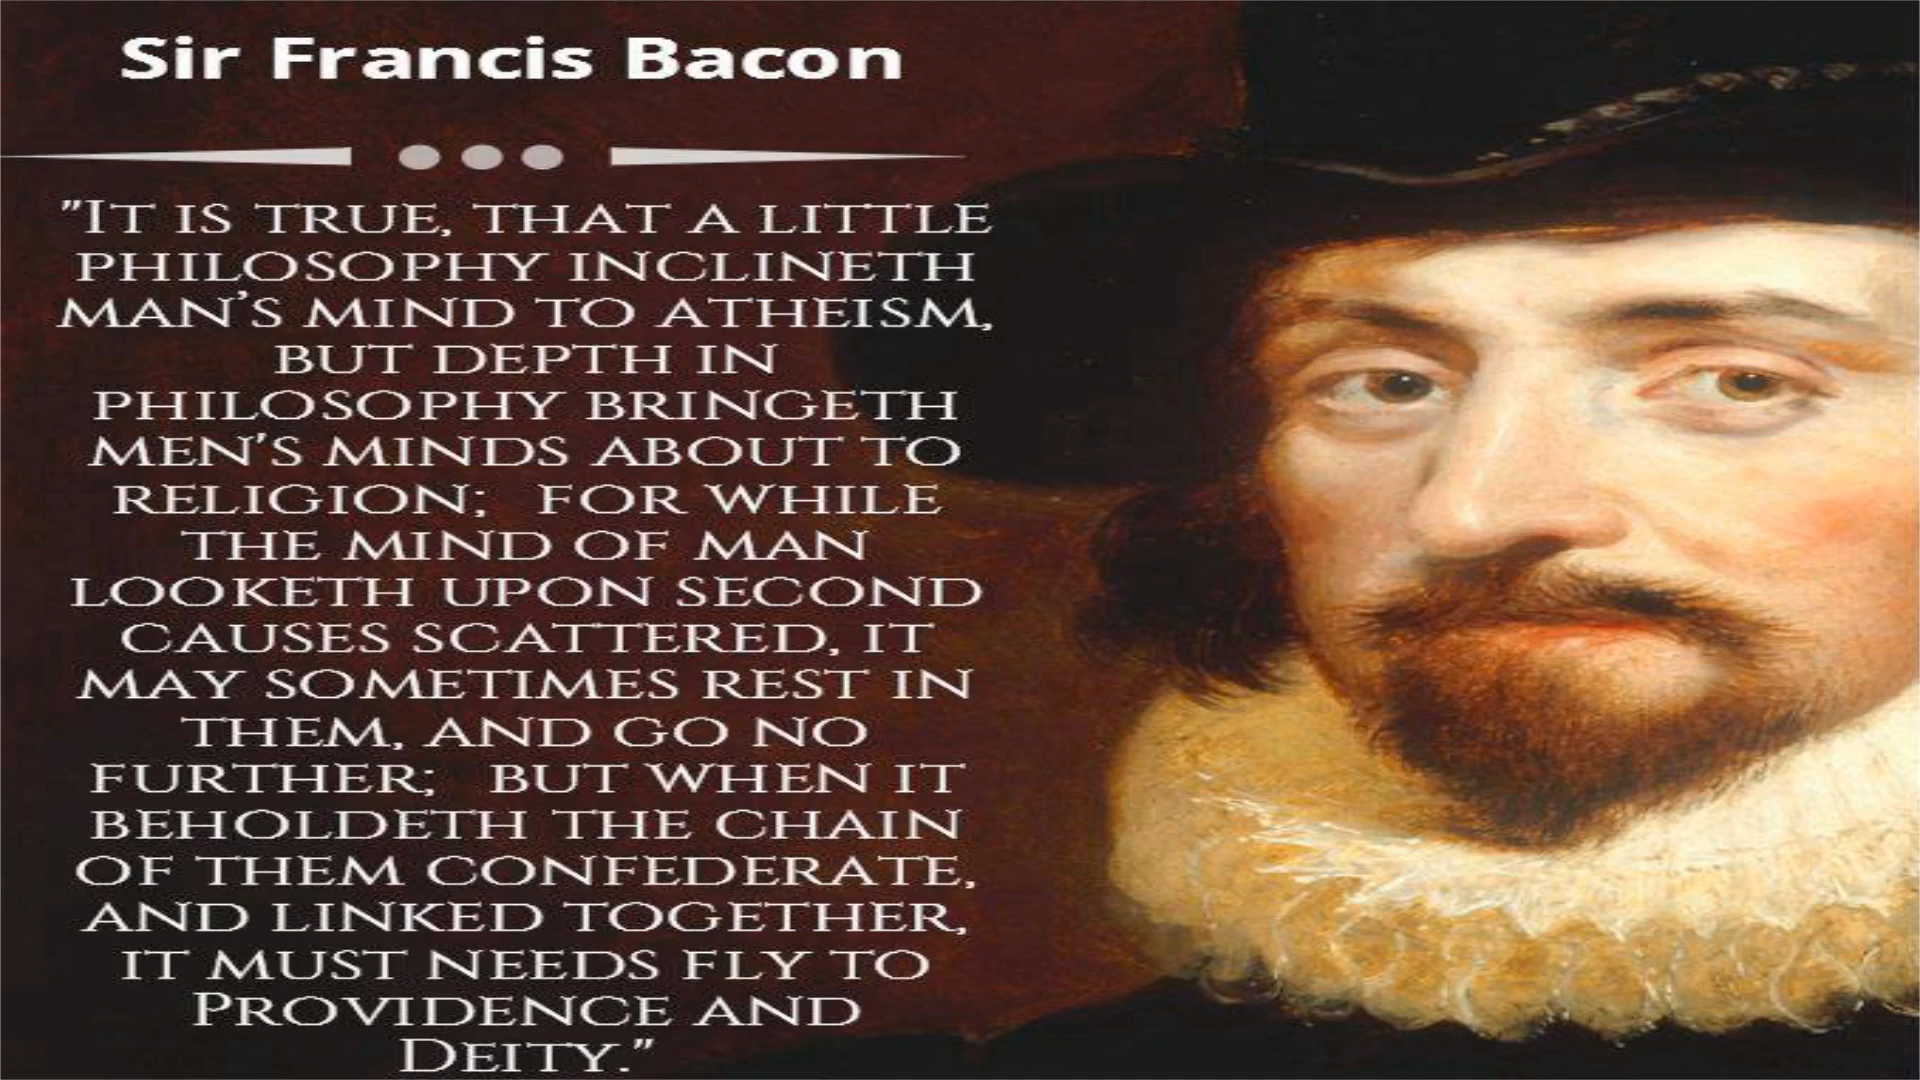 Sir Francis Bacon
"It is true, that a little
philosophy inclineth
man’s mind to atheism,
but depth in
philosophy bringeth
men's minds about to
religion;  for while
the mind of man
looketh upon second
causes scattered, it
may sometimes rest in
them, and go no
further;  but when it
beholdeth the chain
of them confederate,
and linked together,
it must needs fly to
Providence and
Deity."